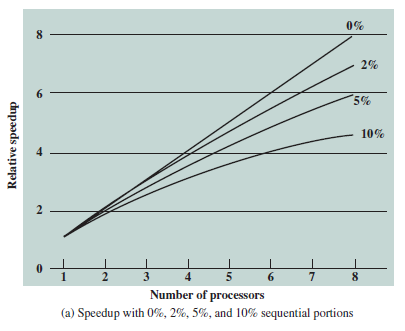 0%
8
2%
6
5%
10%
4
2
0
1 2 3 4 5 6 7 8
Relative speedup
Number of processors
(a) Speedup with 0%, 2%, 5%, and 10% sequential portions